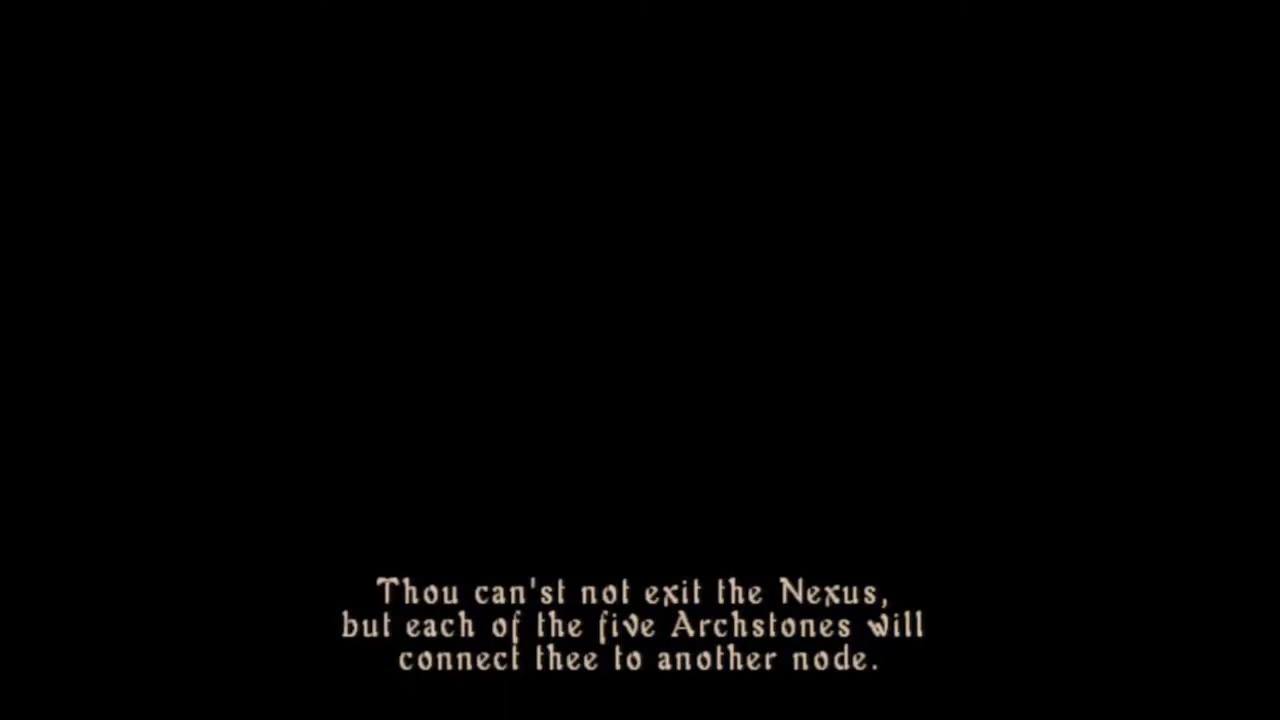 Thou can'st not exit the Nexus,
but each of the five Archstones will
connect thee to another node.